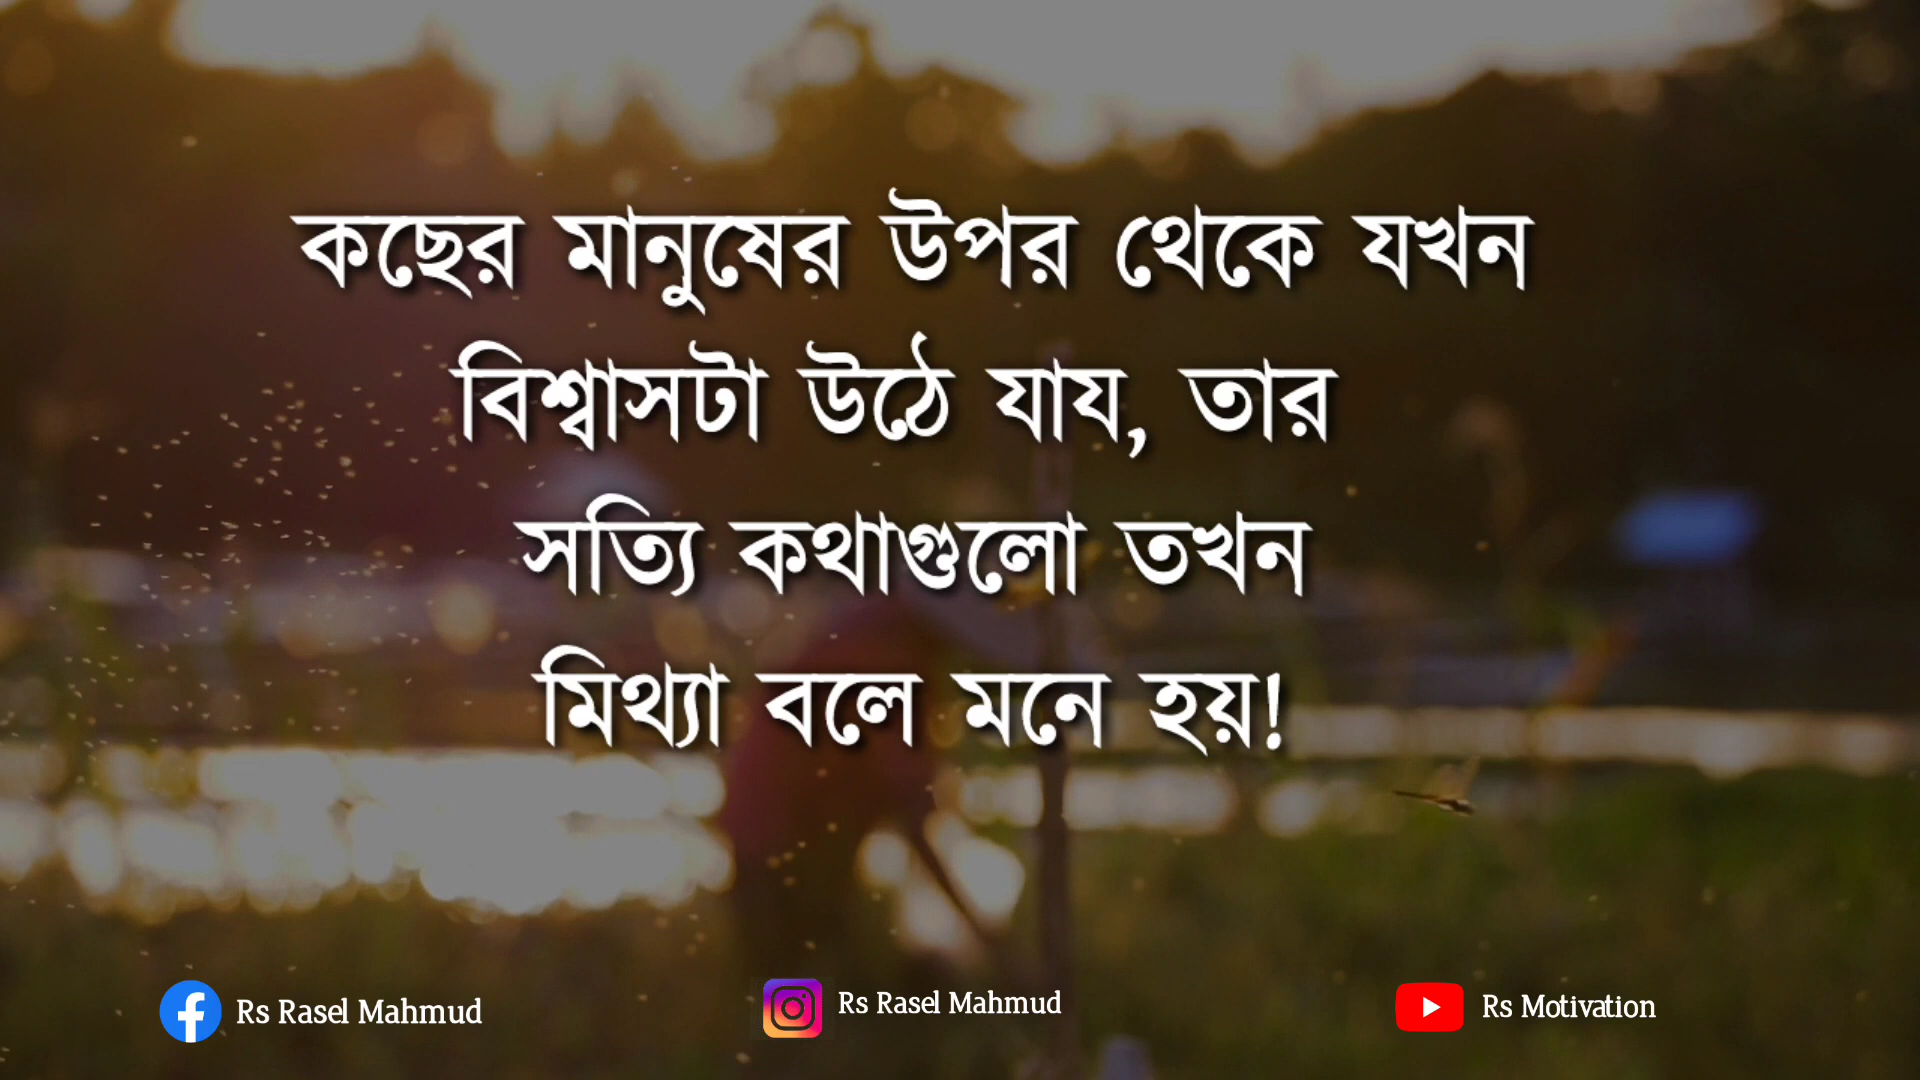 কছের মানুষের উপর থেকে যখন
বিশ্বাসটা উঠে যায, তার
সত্যি কথাগুলো তখন
মিথ্যা বলে মনে হয়!
Rs Rasel Mahmud
Rs Rasel Mahmud
Rs Motivation